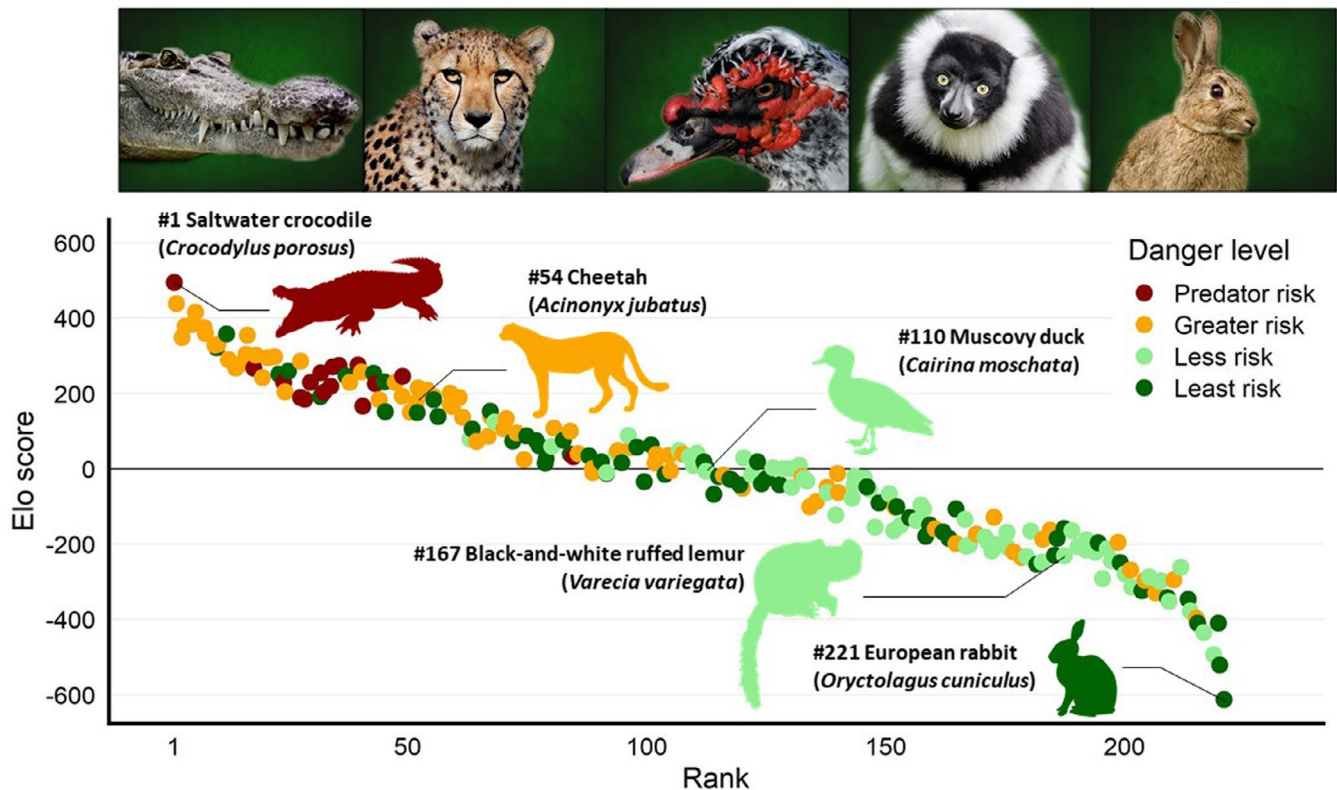 #1 Saltwater crocodile
(Crocodylus porosus)
#54 Cheetah
(Acinonyx jubatus)
#110 Muscovy duck
(Cairina moschata)
#167 Black-and-white ruffed lemur
(Varecia variegata)
#221 European rabbit
(Oryctolagus cuniculus)
Danger level
Predator risk
Greater risk
Less risk
Least risk
Elo score
600
400
200
0
-200
-400
-600
1 50 100 150 200
Rank